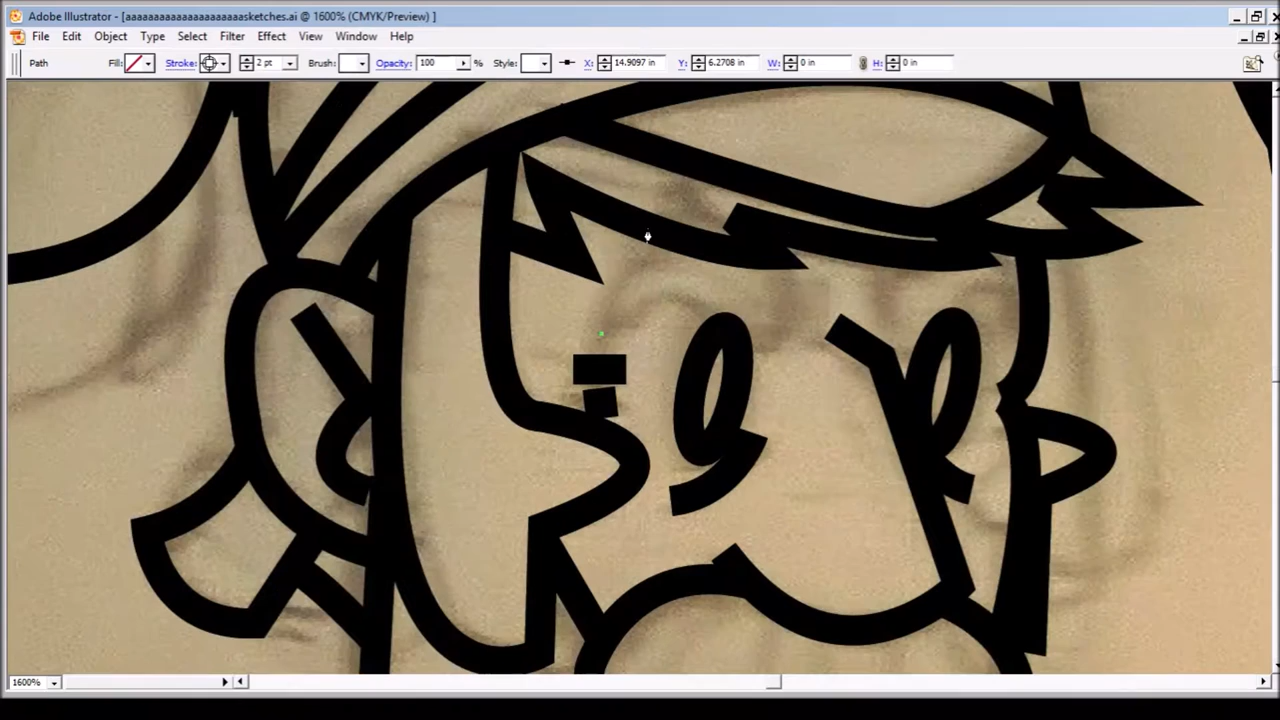 Adobe Illustrator - [aaaaaaaaaaaaaaaaaaaaasketches.ai @ 1600% (CMYK/Preview) ]
File Edit Object Type Select Filter Effect View Window Help
Path Fill: Stroke: 2 pt Brush: Opacity: 100 % Style: X: 14.9097 in Y: 6.2708 in W: 0 in H: 0 in
1600%